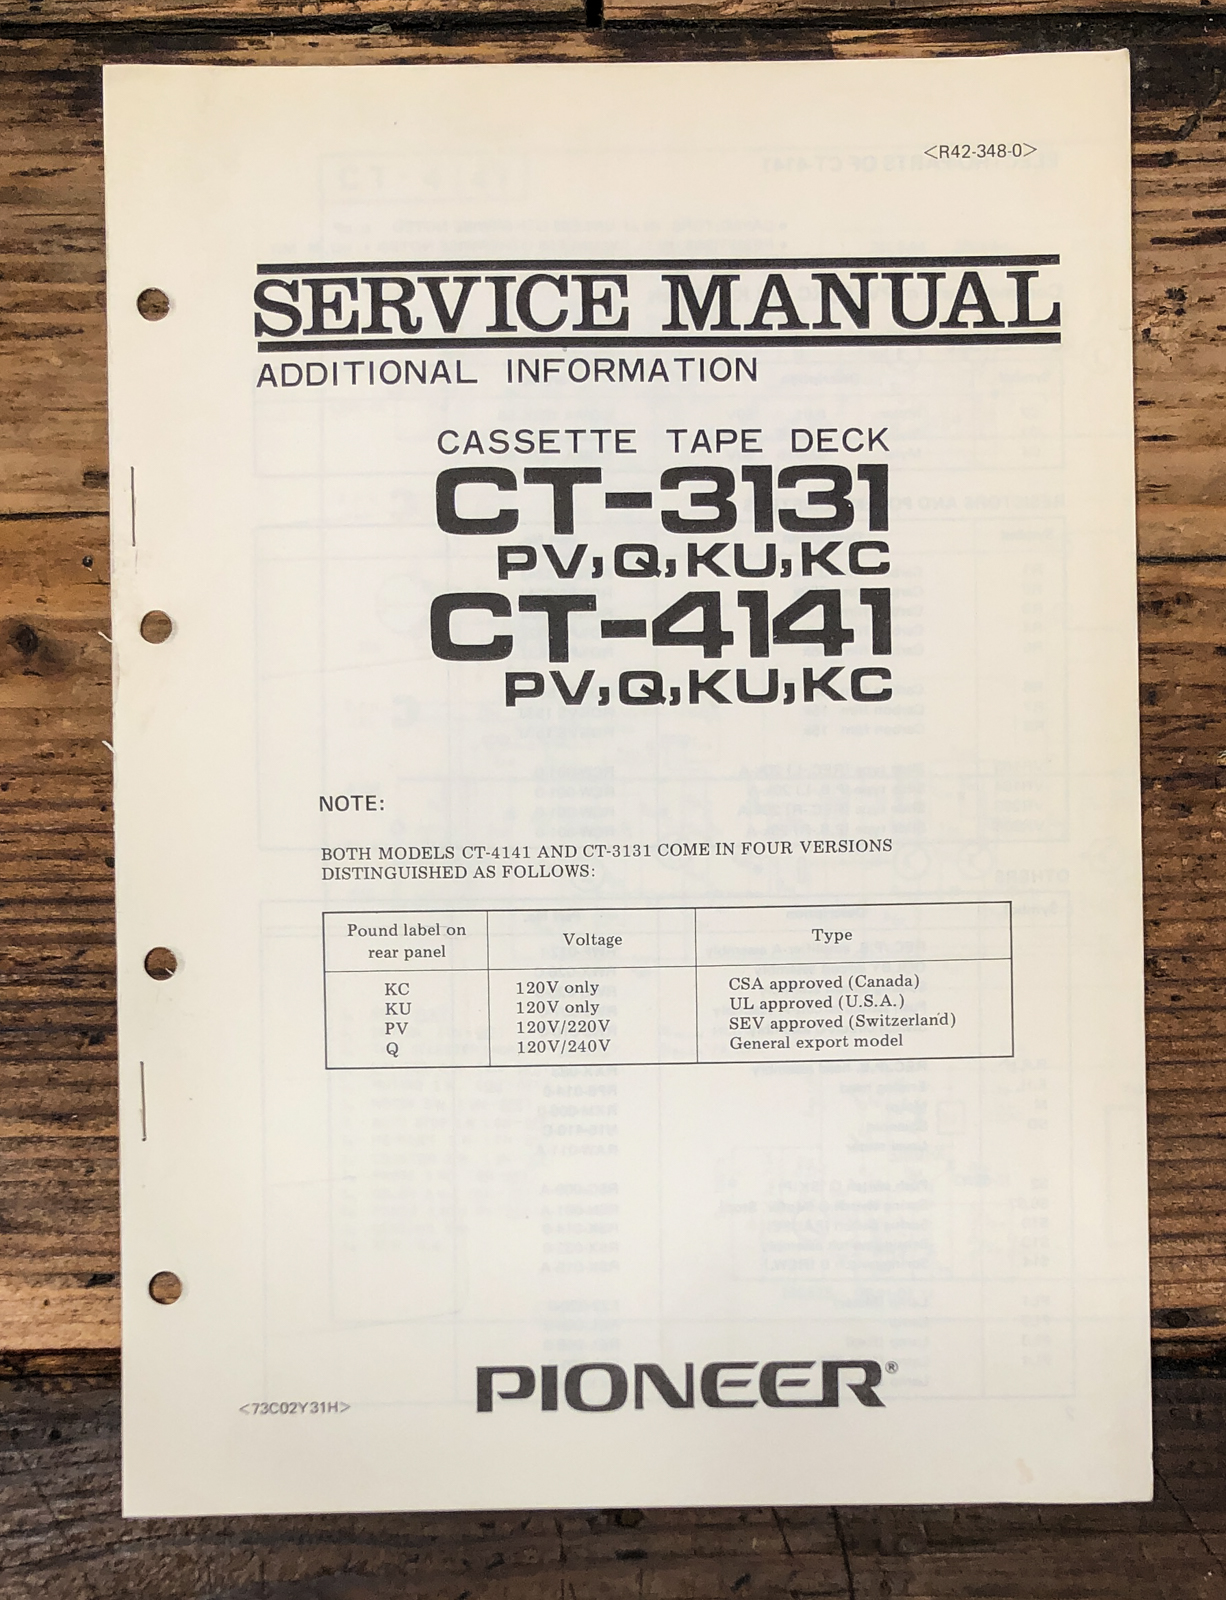 <R42-348-0>
SERVICE MANUAL
ADDITIONAL INFORMATION
CASSETTE TAPE DECK
CT-3131
PV,Q,KU,KC
CT-4141
PV,Q,KU,KC
NOTE:
BOTH MODELS CT-4141 AND CT-3131 COME IN FOUR VERSIONS
DISTINGUISHED AS FOLLOWS:
Pound label on rear panel Voltage Type
KC 120V only CSA approved (Canada)
KU 120V only UL approved (U.S.A.)
PV 120V/220V SEV approved (Switzerland)
Q 120V/240V General export model
PIONEER®
<73C02Y31H>